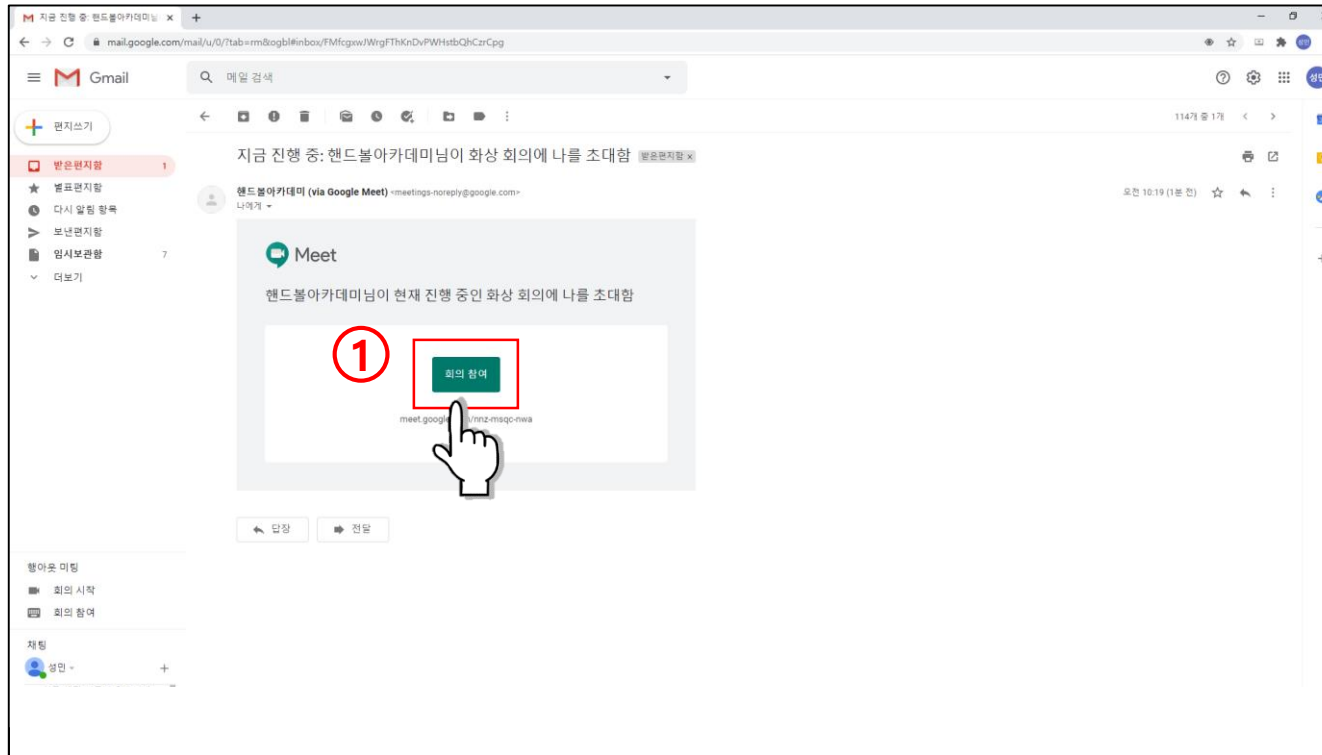 지금 진행 중: 핸드볼아카데미님
mail.google.com/mail/u/0/?tab=rm&ogbl#inbox/FMfcgxwJWrgFThKnDvPWHstbQhCzrCpg
Gmail
메일 검색
편지쓰기
114개 중 1개
지금 진행 중: 핸드볼아카데미님이 화상 회의에 나를 초대함 받은편지함 x
받은편지함 1
별표편지함
다시 알림 항목
보낸편지함
임시보관함 7
더보기
핸드볼아카데미 (via Google Meet) <meetings-noreply@google.com>
오전 10:19 (1분 전)
나에게
Meet
핸드볼아카데미님이 현재 진행 중인 화상 회의에 나를 초대함
①
회의 참여
meet.google /nnz-msqc-nwa
답장
전달
행아웃 미팅
회의 시작
회의 참여
채팅
성민